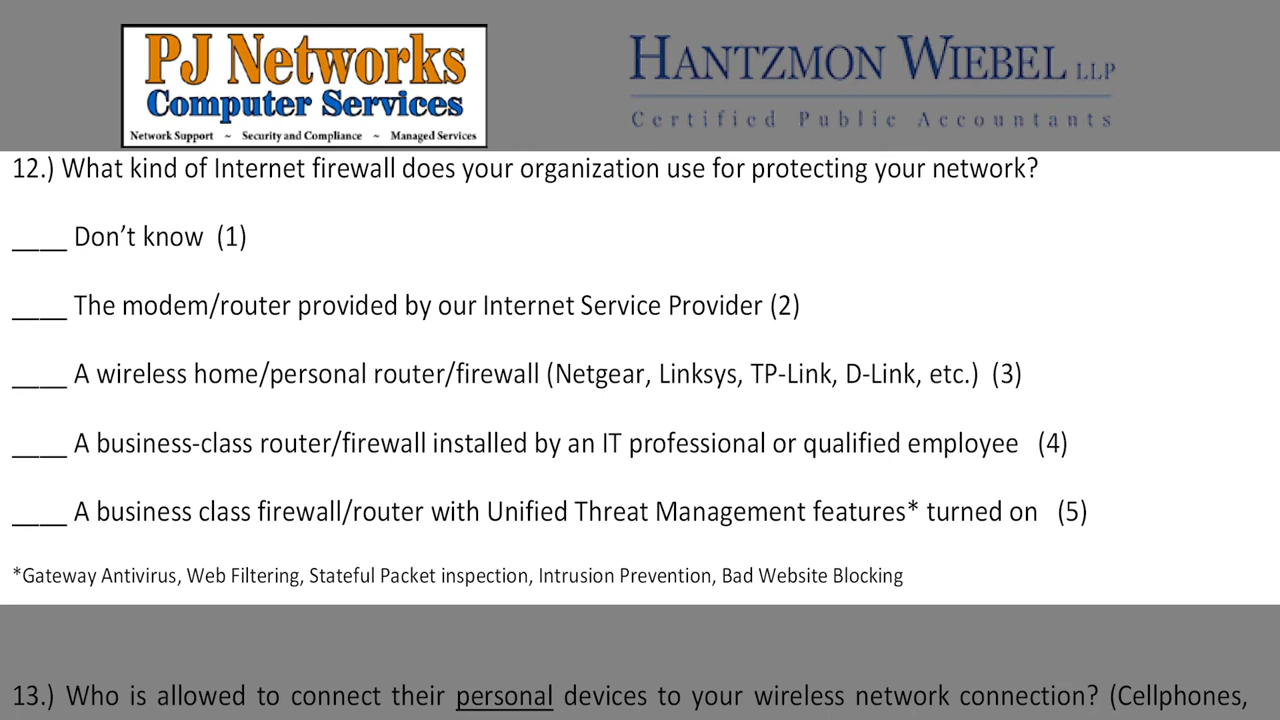 PJ Networks
Computer Services
Network Support ~ Security and Compliance ~ Managed Services
HANTZMON WIEBEL LLP
Certified Public Accountants
12.) What kind of Internet firewall does your organization use for protecting your network?
____ Don’t know (1)
____ The modem/router provided by our Internet Service Provider (2)
____ A wireless home/personal router/firewall (Netgear, Linksys, TP-Link, D-Link, etc.) (3)
____ A business-class router/firewall installed by an IT professional or qualified employee (4)
____ A business class firewall/router with Unified Threat Management features* turned on (5)
*Gateway Antivirus, Web Filtering, Stateful Packet inspection, Intrusion Prevention, Bad Website Blocking
13.) Who is allowed to connect their personal devices to your wireless network connection? (Cellphones,